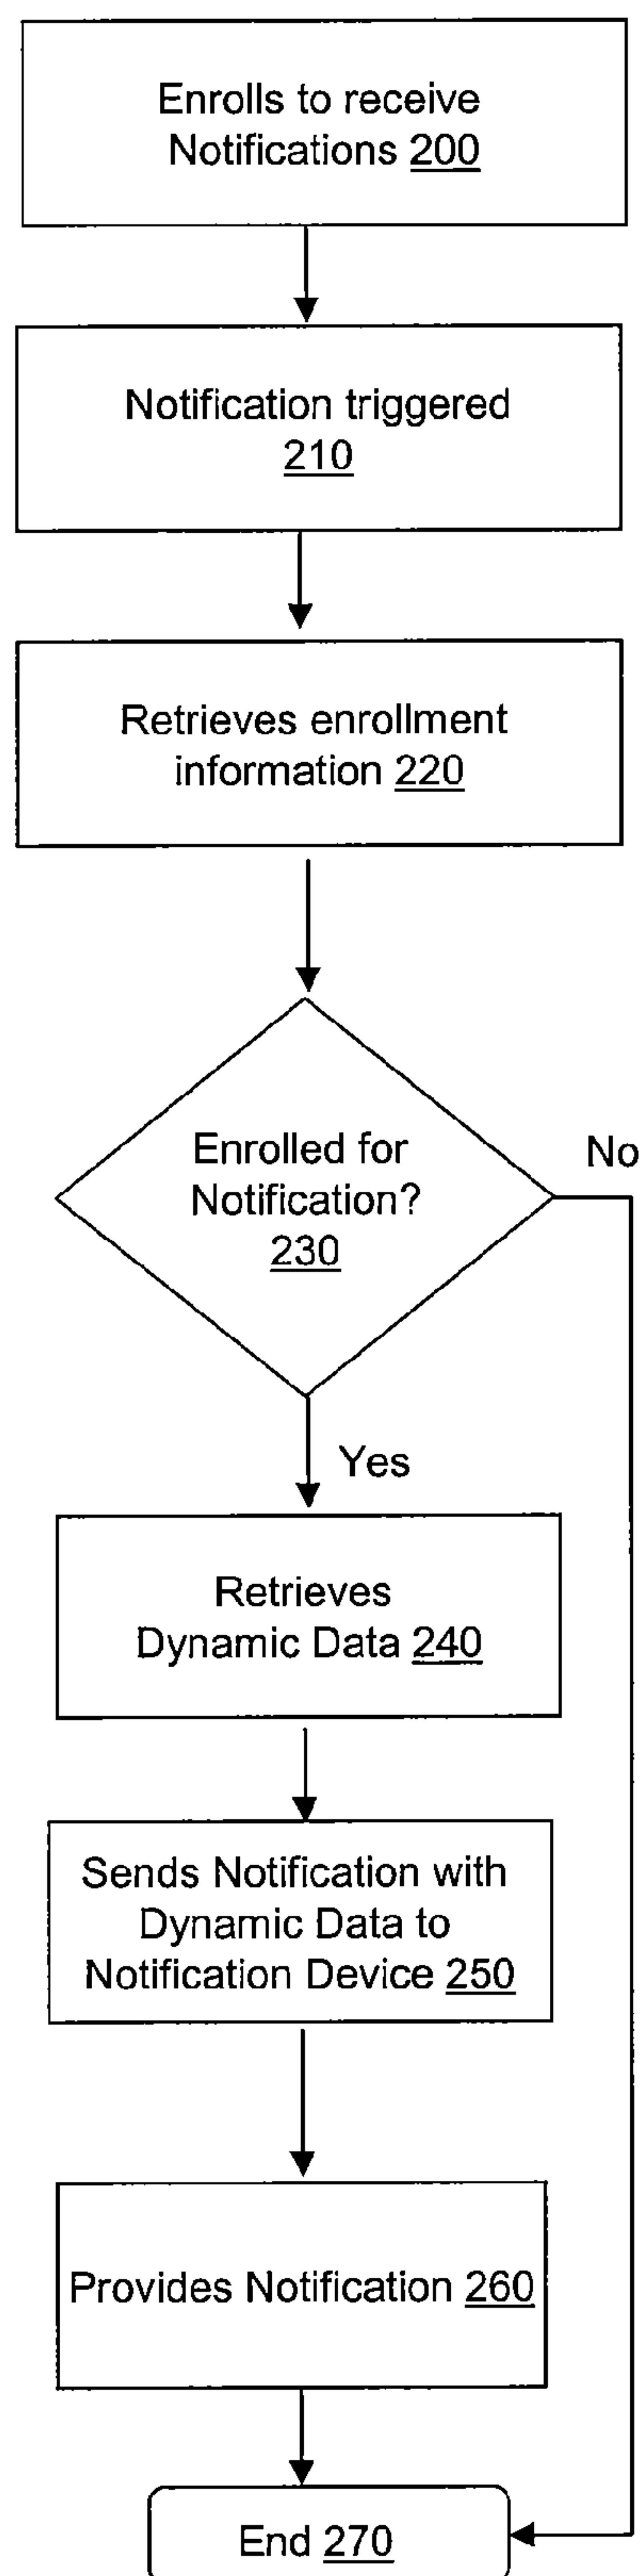 Enrolls to receive
Notifications 200
Notification triggered
210
Retrieves enrollment
information 220
Enrolled for
Notification?
230
No
Yes
Retrieves
Dynamic Data 240
Sends Notification with
Dynamic Data to
Notification Device 250
Provides Notification 260
End 270